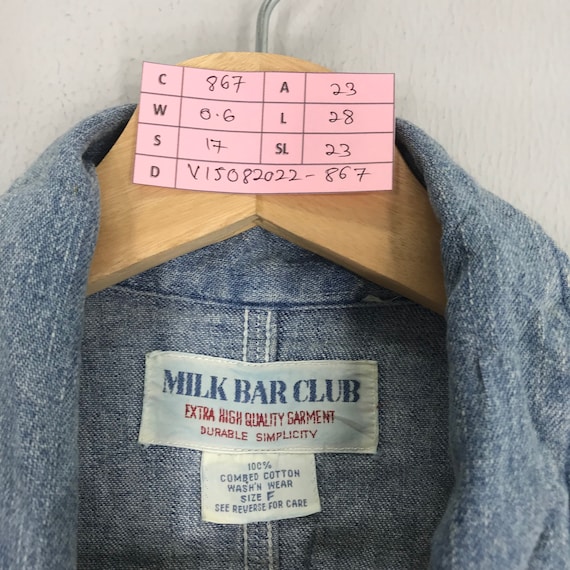 C 867 A 23
W 0.6 L 28
S 17 SL 23
D V15082022-867
MILK BAR CLUB
EXTRA HIGH QUALITY GARMENT
DURABLE SIMPLICITY
100%
COMBED COTTON
WASH'N WEAR
SIZE F
SEE REVERSE FOR CARE